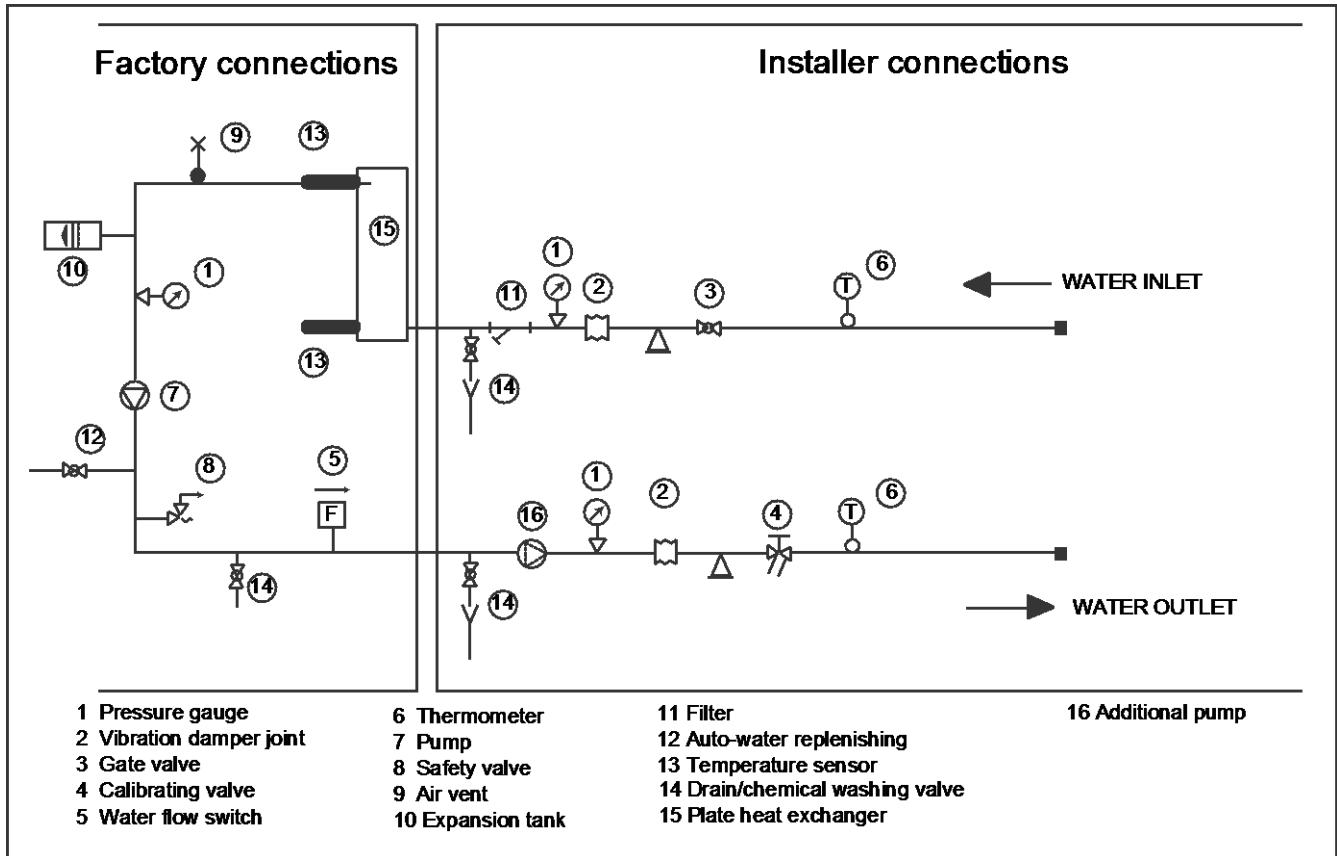 Factory connections
Installer connections
9
13
15
10
1
13
7
12
8
5
F
14
1
11
2
3
6
T
WATER INLET
14
1
16
2
4
6
T
14
WATER OUTLET
1 Pressure gauge
2 Vibration damper joint
3 Gate valve
4 Calibrating valve
5 Water flow switch
6 Thermometer
7 Pump
8 Safety valve
9 Air vent
10 Expansion tank
11 Filter
12 Auto-water replenishing
13 Temperature sensor
14 Drain/chemical washing valve
15 Plate heat exchanger
16 Additional pump